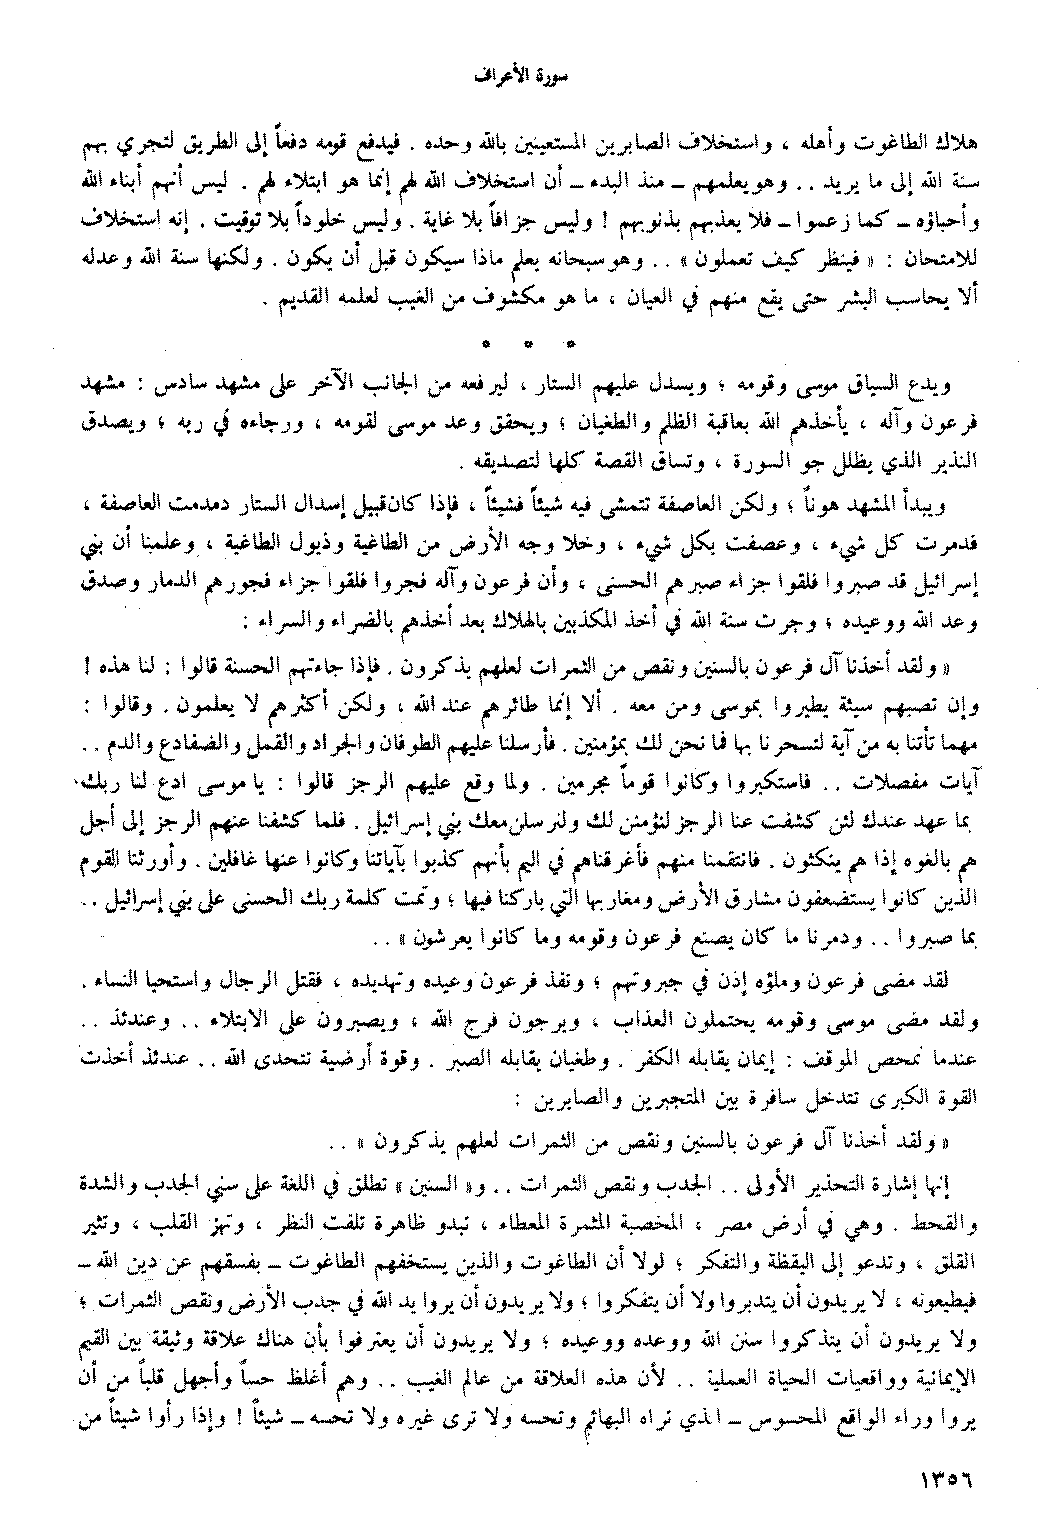 سورة الأعراف
هلاك الطاغوت وأهله ، واستخلاف الصابرين المستعينين بالله وحده . فيدفع قومه دفعاً إلى الطريق لتجري بهم
سنة الله إلى ما يريد .. وهو يعلمهم – منذ البدء – أن استخلاف الله لهم إنما هو ابتلاء لهم . ليس أنهم أبناء الله
وأحباؤه – كما زعموا – فلا يعذبهم بذنوبهم ! وليس جزافاً بلا غاية . وليس خلوداً بلا توقيت . إنه استخلاف
للامتحان : « فينظر كيف تعملون » .. وهو سبحانه يعلم ماذا سيكون قبل أن يكون . ولكنها سنة الله وعدله
ألا يحاسب البشر حتى يقع منهم في العيان ، ما هو مكشوف من الغيب لعلمه القديم .
* * *
ويدع السياق موسى وقومه ؛ ويسدل عليهم الستار ، ليرفعه من الجانب الآخر على مشهد سادس : مشهد
فرعون وآله ، يأخذهم الله بعاقبة الظلم والطغيان ؛ ويحقق وعد موسى لقومه ، ورجاءه في ربه ؛ ويصدق
النذير الذي يظلل جو السورة ، وتساق القصة كلها لتصديقه .
ويبدأ المشهد هوناً ؛ ولكن العاصفة تتمشى فيه شيئاً فشيئاً ، فإذا كان قبيل إسدال الستار دمدمت العاصفة ،
فدمرت كل شيء ، وعصفت بكل شيء ، وخلا وجه الأرض من الطاغية وذيول الطاغية ، وعلمنا أن بني
إسرائيل قد صبروا فلقوا جزاء صبرهم الحسنى ، وأن فرعون وآله فجروا فلقوا جزاء فجورهم الدمار وصدق
وعد الله ووعيده ؛ وجرت سنة الله في أخذ المكذبين بالهلاك بعد أخذهم بالضراء والسراء :
« ولقد أخذنا آل فرعون بالسنين ونقص من الثمرات لعلهم يذكرون . فإذا جاءتهم الحسنة قالوا : لنا هذه !
وإن تصبهم سيئة يطيروا بموسى ومن معه . ألا إنما طائرهم عند الله ، ولكن أكثرهم لا يعلمون . وقالوا :
مهما تأتنا به من آية لتسحرنا بها فما نحن لك بمؤمنين . فأرسلنا عليهم الطوفان والجراد والقمل والضفادع والدم ..
آيات مفصلات .. فاستكبروا وكانوا قوماً مجرمين . ولما وقع عليهم الرجز قالوا : يا موسى ادع لنا ربك
بما عهد عندك لئن كشفت عنا الرجز لنؤمنن لك ولنرسلن معك بني إسرائيل . فلما كشفنا عنهم الرجز إلى أجل
هم بالغوه إذا هم ينكثون . فانتقمنا منهم فأغرقناهم في اليم بأنهم كذبوا بآياتنا وكانوا عنها غافلين . وأورثنا القوم
الذين كانوا يستضعفون مشارق الأرض ومغاربها التي باركنا فيها ؛ وتمت كلمة ربك الحسنى على بني إسرائيل ..
بما صبروا .. ودمرنا ما كان يصنع فرعون وقومه وما كانوا يعرشون » ..
لقد مضى فرعون وملؤه إذن في جبروتهم ؛ ونفذ فرعون وعيده وتهديده ، فقتل الرجال واستحيا النساء .
ولقد مضى موسى وقومه يحتملون العذاب ، ويرجون فرج الله ، ويصبرون على الابتلاء .. وعندئذ ..
عندما تمحص الموقف : إيمان يقابله الكفر . وطغيان يقابله الصبر . وقوة أرضية تتحدى الله .. عندئذ أخذت
القوة الكبرى تتدخل سافرة بين المتجبرين والصابرين :
« ولقد أخذنا آل فرعون بالسنين ونقص من الثمرات لعلهم يذكرون » ..
إنها إشارة التحذير الأولى .. الجدب ونقص الثمرات .. و« السنين » تطلق في اللغة على سني الجدب والشدة
والقحط . وهي في أرض مصر ، المخصبة المثمرة المعطاء ، تبدو ظاهرة تلفت النظر ، وتهز القلب ، وتثير
القلق ، وتدعو إلى اليقظة والتفكر ؛ لولا أن الطاغوت والذين يستخفهم الطاغوت – بفسقهم عن دين الله –
فيطيعونه ، لا يريدون أن يتدبروا ولا أن يتفكروا ؛ ولا يريدون أن يروا يد الله في جدب الأرض ونقص الثمرات ؛
ولا يريدون أن يتذكروا سنن الله ووعده ووعيده ؛ ولا يريدون أن يعترفوا بأن هناك علاقة وثيقة بين القيم
الإيمانية وواقعيات الحياة العملية .. لأن هذه العلاقة من عالم الغيب .. وهم أغلظ حساً وأجهل قلباً من أن
يروا وراء الواقع المحسوس – الذي تراه البهائم وتحسه ولا ترى غيره ولا تحسه – شيئاً ! وإذا رأوا شيئاً من
١٣٥٦